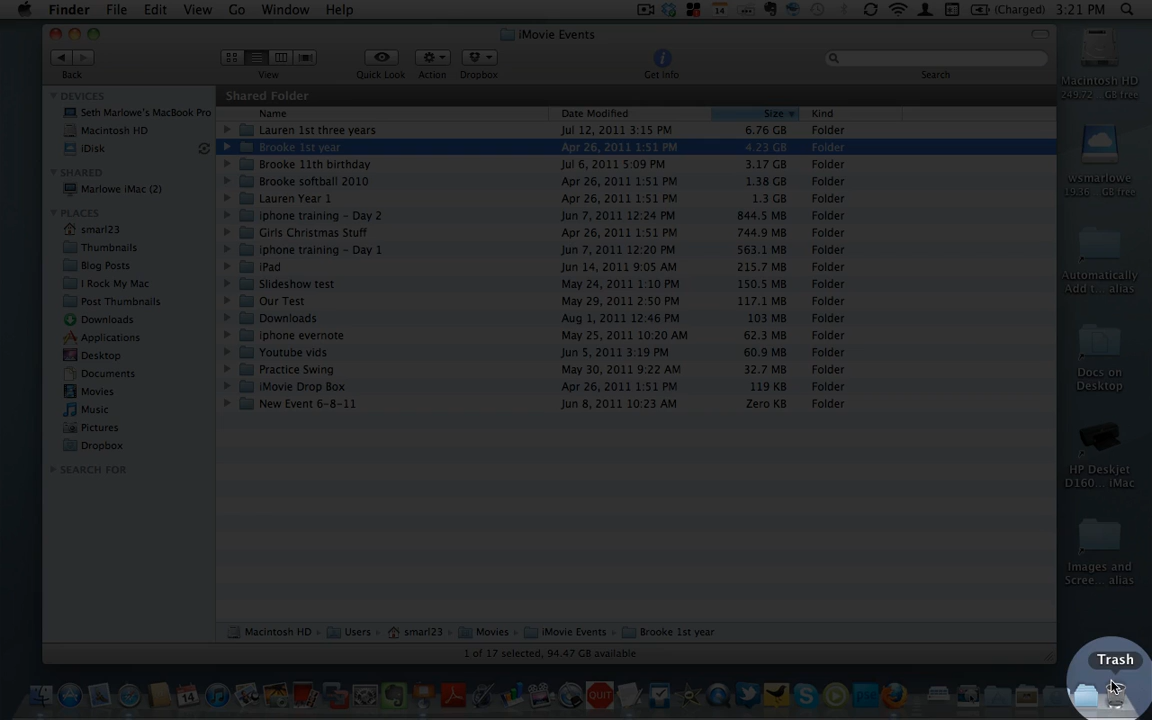 Finder File Edit View Go Window Help 14 (Charged) 3:21 PM
iMovie Events
Back View Quick Look Action Dropbox Get Info Search
Shared Folder
Name Date Modified Size Kind
Lauren 1st three years Jul 12, 2011 3:15 PM 6.76 GB Folder
Brooke 1st year Apr 26, 2011 1:51 PM 4.23 GB Folder
Brooke 11th birthday Jul 6, 2011 5:09 PM 3.17 GB Folder
Brooke softball 2010 Apr 26, 2011 1:51 PM 1.38 GB Folder
Lauren Year 1 Apr 26, 2011 1:51 PM 1.3 GB Folder
iphone training - Day 2 Jun 7, 2011 12:24 PM 844.5 MB Folder
Girls Christmas Stuff Apr 26, 2011 1:51 PM 744.9 MB Folder
iphone training - Day 1 Jun 7, 2011 12:20 PM 563.1 MB Folder
iPad Jun 14, 2011 9:05 AM 215.7 MB Folder
Slideshow test May 24, 2011 1:10 PM 150.5 MB Folder
Our Test May 29, 2011 2:50 PM 117.1 MB Folder
Downloads Aug 1, 2011 12:46 PM 103 MB Folder
iphone evernote May 25, 2011 10:20 AM 62.3 MB Folder
Youtube vids Jun 5, 2011 3:19 PM 60.9 MB Folder
Practice Swing May 30, 2011 9:22 AM 32.7 MB Folder
iMovie Drop Box Apr 26, 2011 1:51 PM 119 KB Folder
New Event 6-8-11 Jun 8, 2011 10:23 AM Zero KB Folder
DEVICES
Seth Marlowe's MacBook Pro
Macintosh HD
iDisk
SHARED
Marlowe iMac (2)
PLACES
smarl23
Thumbnails
Blog Posts
I Rock My Mac
Post Thumbnails
Downloads
Applications
Desktop
Documents
Movies
Music
Pictures
Dropbox
SEARCH FOR
Macintosh HD Users smarl23 Movies iMovie Events Brooke 1st year
1 of 17 selected, 94.47 GB available
Macintosh HD
249.72 ... GB free
wsmarlowe
19.36... GB free
Automatically
Add t... alias
Docs on
Desktop
HP Deskjet
D160... iMac
Images and
Scree... alias
Trash
14
QUIT